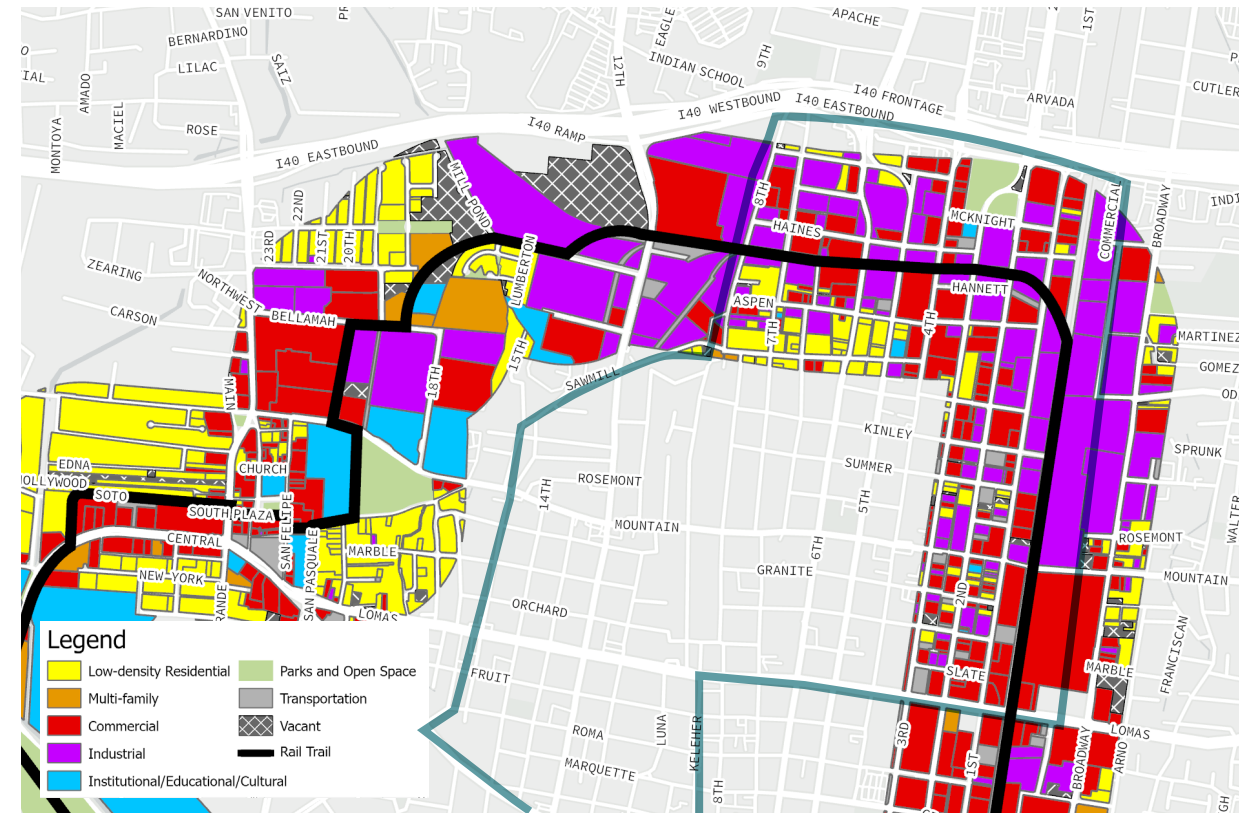 SAN VENITO
BERNARDINO
LILAC
SAIZ
AMADO
MACIEL
MONTOYA
ROSE
I40 EASTBOUND
I40 RAMP
12TH
EAGLE
INDIAN SCHOOL
9TH
APACHE
1ST
I40 WESTBOUND
I40 FRONTAGE
I40 EASTBOUND
ARVADA
CUTLER
22ND
23RD
21ST
20TH
MILL POND
8TH
HAINES
MCKNIGHT
COMMERCIAL
BROADWAY
ZEARING
NORTHWEST
CARSON
BELLAMAH
LUMBERTON
ASPEN
HANNETT
7TH
4TH
MARTINEZ
GOMEZ
15TH
18TH
MAIN
SAWMILL
KINLEY
SUMMER
SPRUNK
EDNA
CHURCH
HOLLYWOOD
SOTO
SOUTH PLAZA
SAN FELIPE
14TH
ROSEMONT
5TH
WALTER
CENTRAL
MOUNTAIN
6TH
ROSEMONT
MARBLE
NEW YORK
SAN PASQUALE
GRANITE
2ND
MOUNTAIN
LOMAS
ORCHARD
FRANCISCAN
FRUIT
SLATE
MARBLE
ROMA
LUNA
KELEHER
3RD
LOMAS
MARQUETTE
8TH
1ST
BROADWAY
ARNO
Legend
Low-density Residential
Multi-family
Commercial
Industrial
Institutional/Educational/Cultural
Parks and Open Space
Transportation
Vacant
Rail Trail